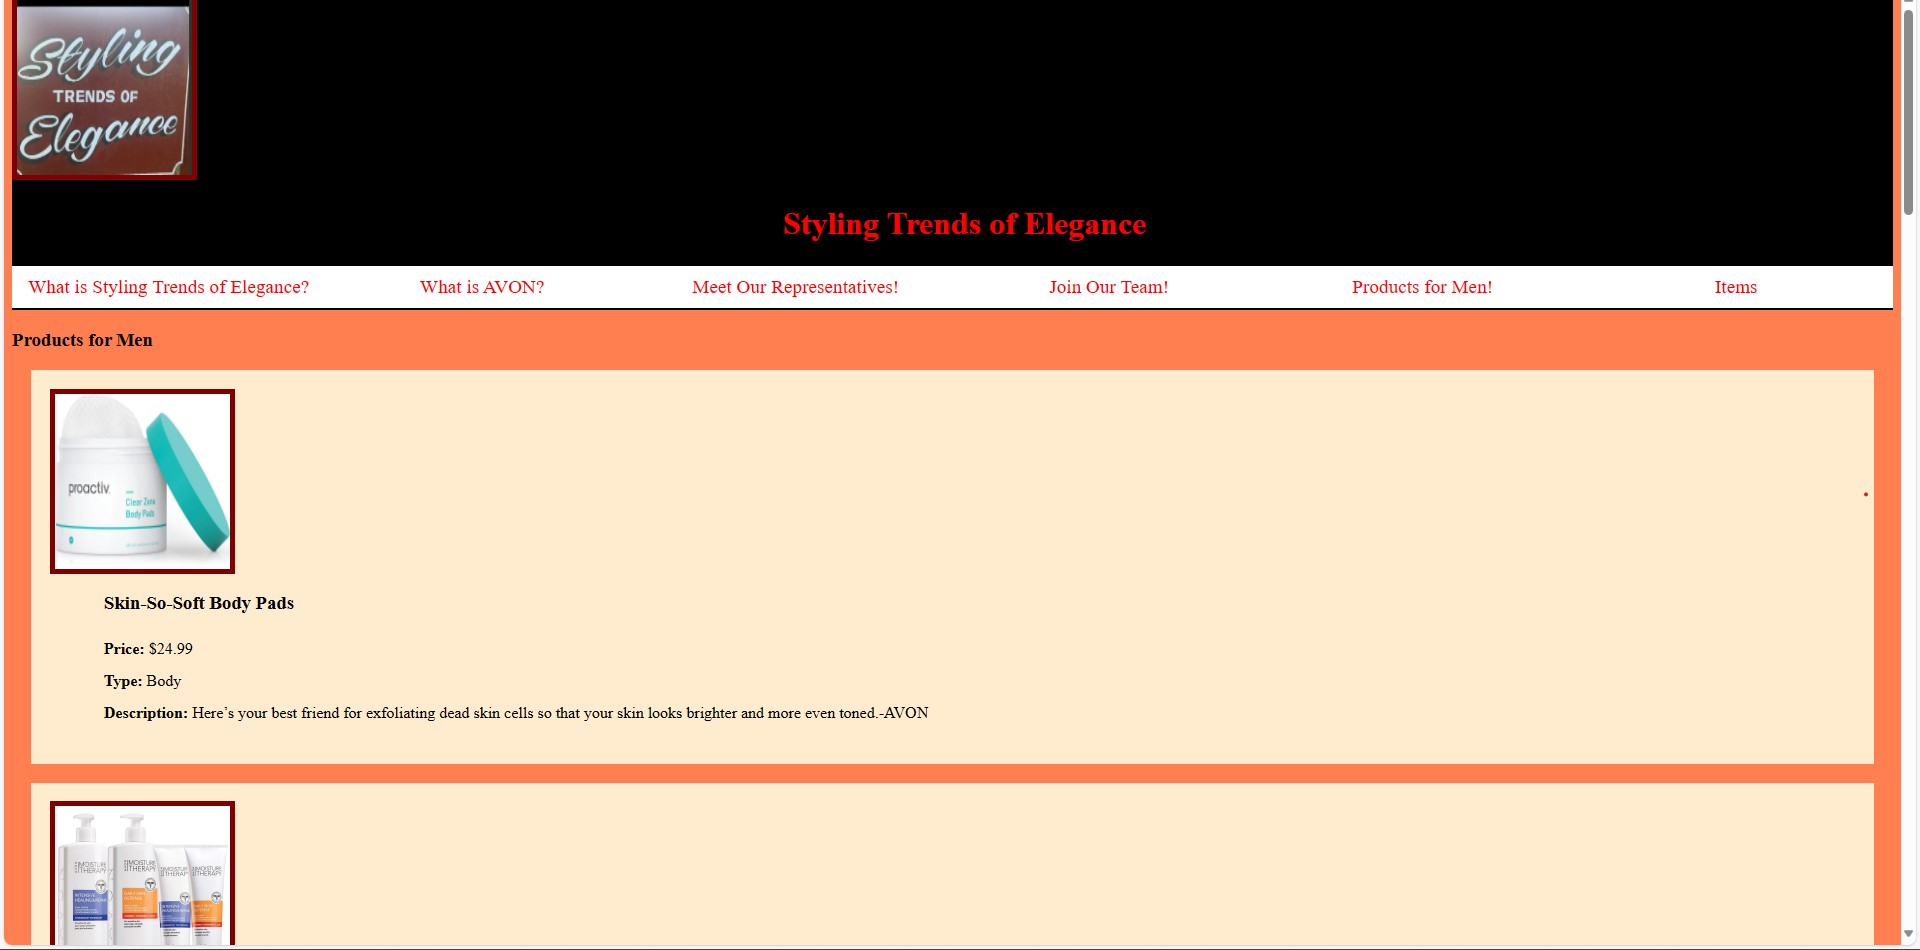 Styling
TRENDS OF
Elegance
Styling Trends of Elegance
What is Styling Trends of Elegance? What is AVON? Meet Our Representatives! Join Our Team! Products for Men! Items
Products for Men
proactiv
Clear Zone
Body Pads
Skin-So-Soft Body Pads
Price: $24.99
Type: Body
Description: Here’s your best friend for exfoliating dead skin cells so that your skin looks brighter and more even toned.-AVON
MOISTURE MOISTURE MOISTURE MOISTURE
THERAPY THERAPY THERAPY THERAPY